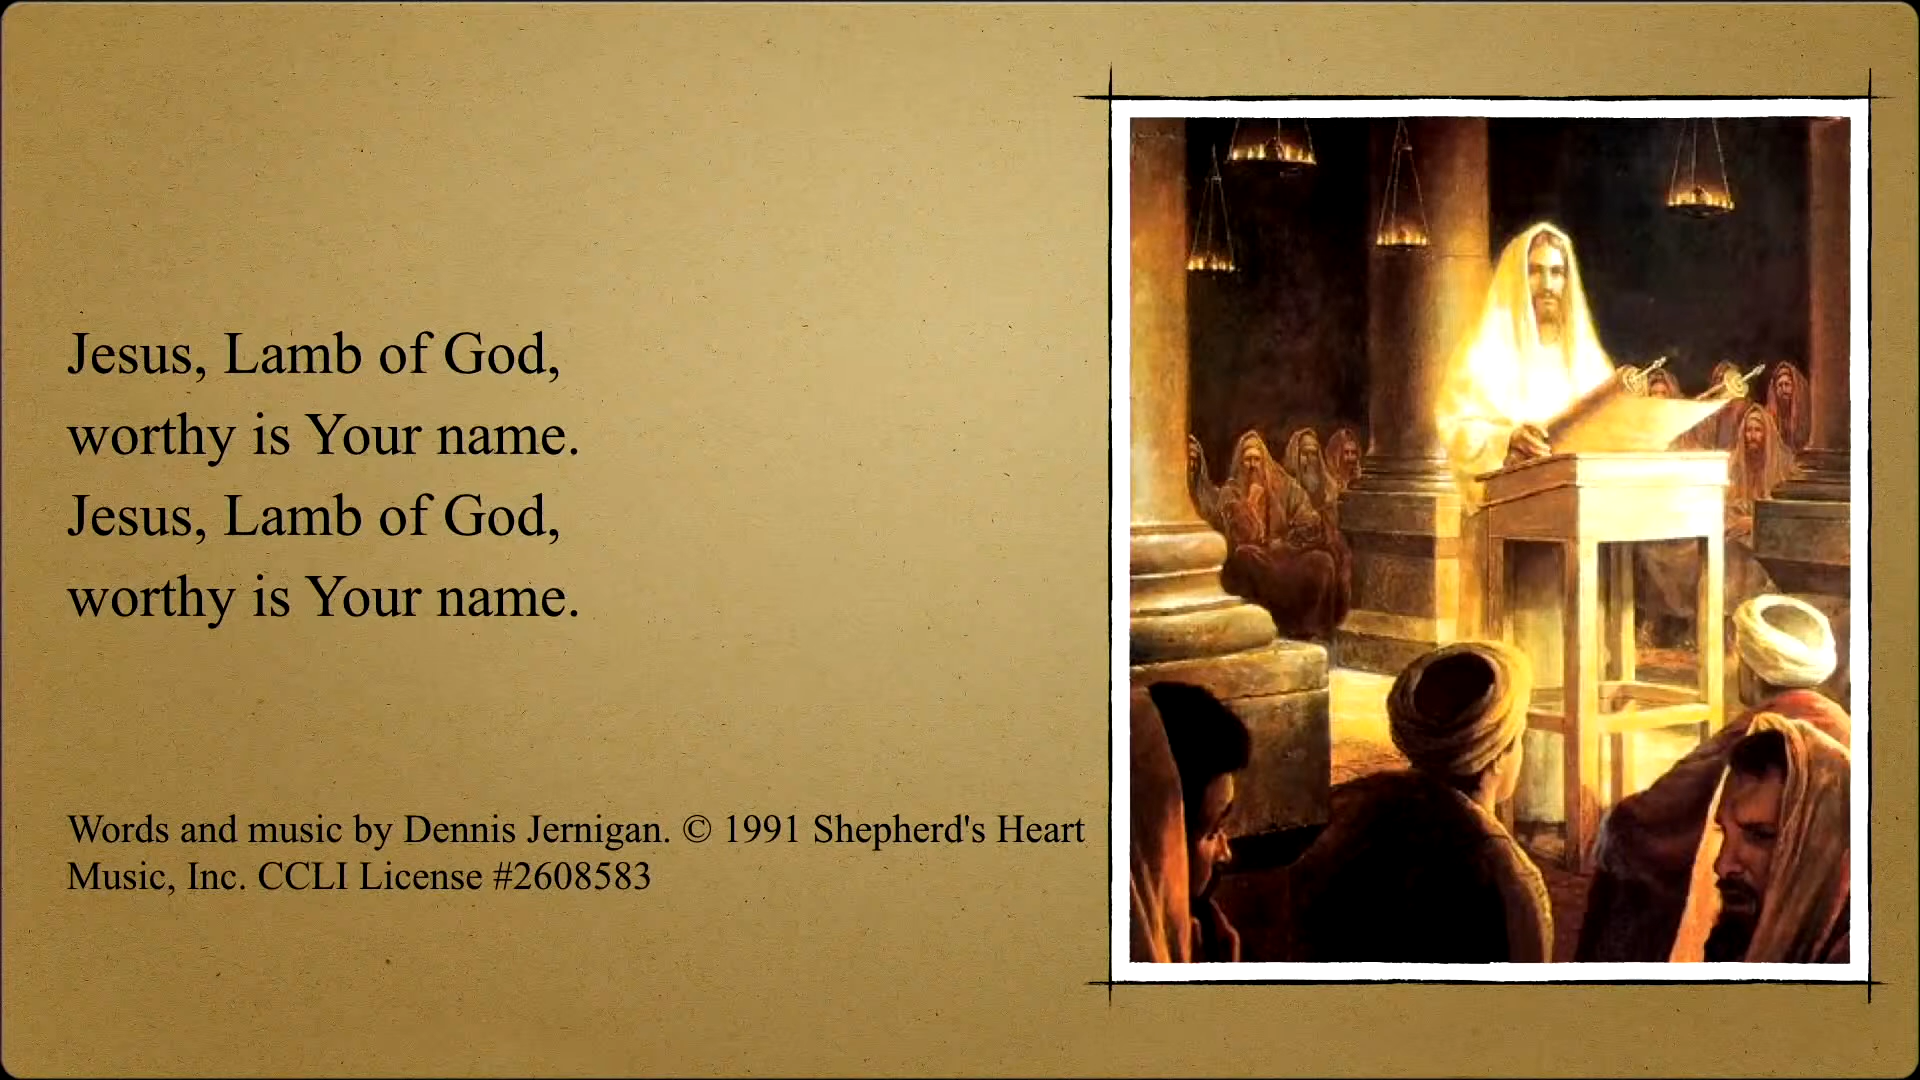 Jesus, Lamb of God,
worthy is Your name.
Jesus, Lamb of God,
worthy is Your name.
Words and music by Dennis Jernigan. © 1991 Shepherd's Heart
Music, Inc. CCLI License #2608583